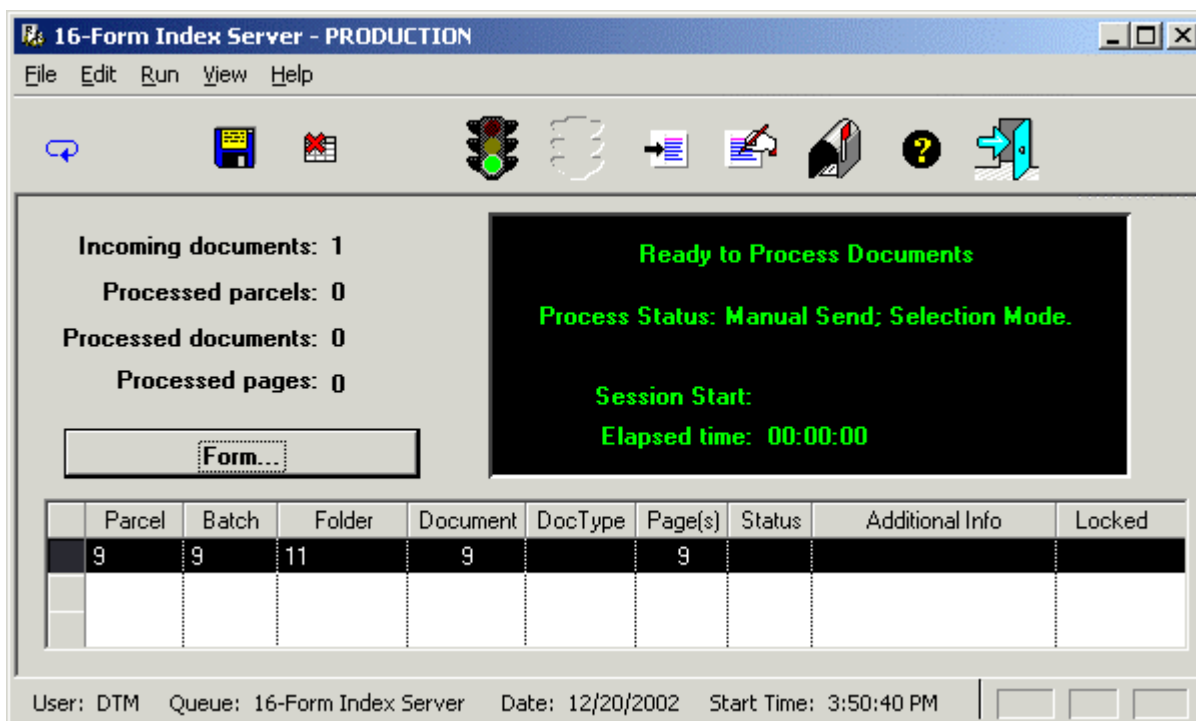 16-Form Index Server - PRODUCTION
File Edit Run View Help
Incoming documents: 1
Processed parcels: 0
Processed documents: 0
Processed pages: 0
Form...
Ready to Process Documents
Process Status: Manual Send; Selection Mode.
Session Start:
Elapsed time: 00:00:00
Parcel Batch Folder Document DocType Page(s) Status Additional Info Locked
9 9 11 9 9
User: DTM Queue: 16-Form Index Server Date: 12/20/2002 Start Time: 3:50:40 PM